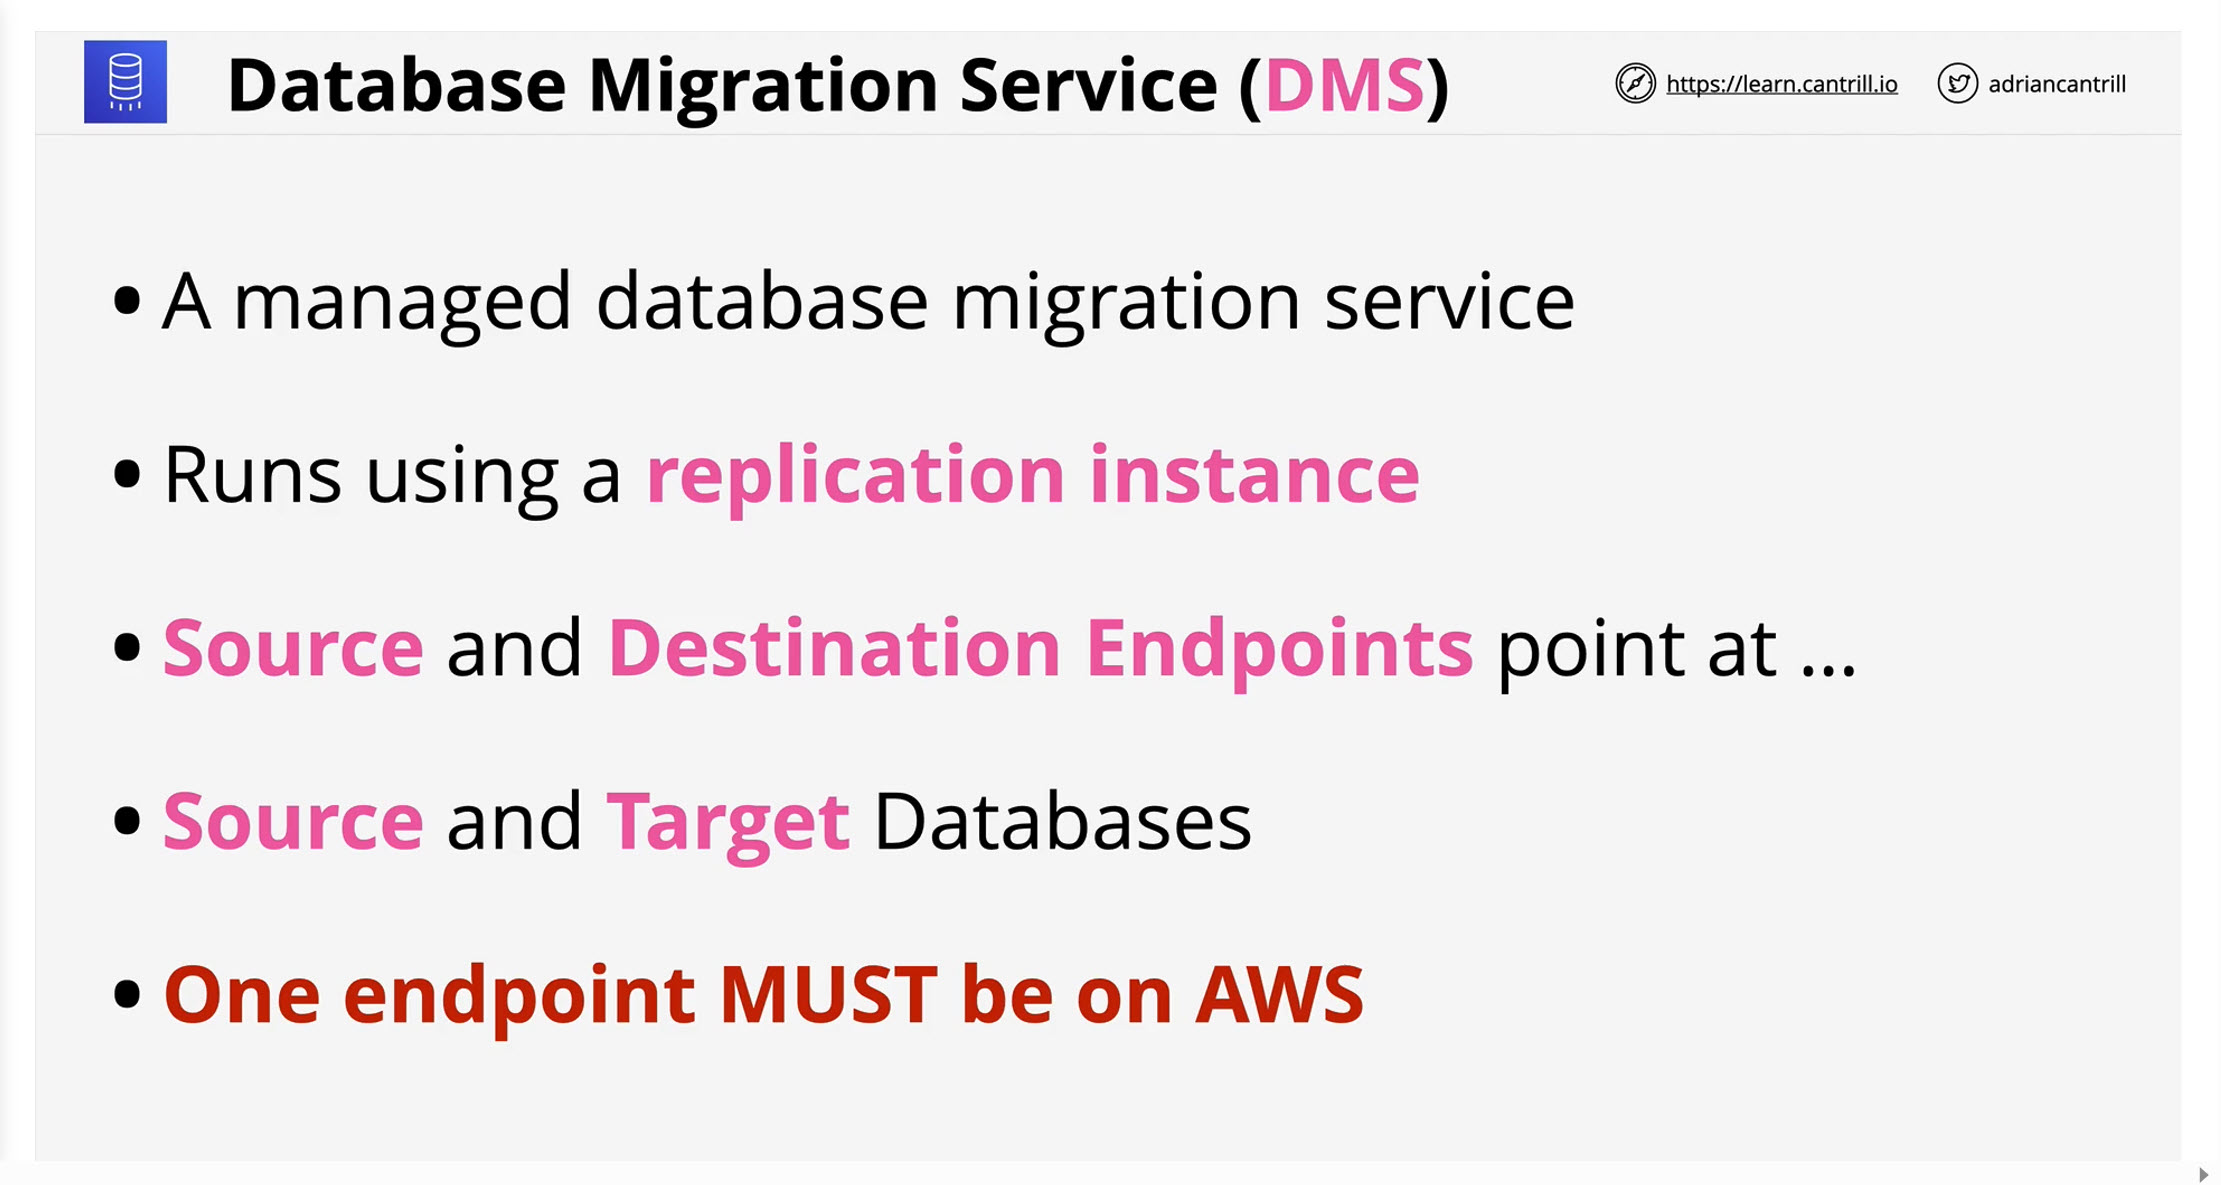 Database Migration Service (DMS)
https://learn.cantrill.io
adriancantrill
• A managed database migration service
• Runs using a replication instance
• Source and Destination Endpoints point at ...
• Source and Target Databases
• One endpoint MUST be on AWS